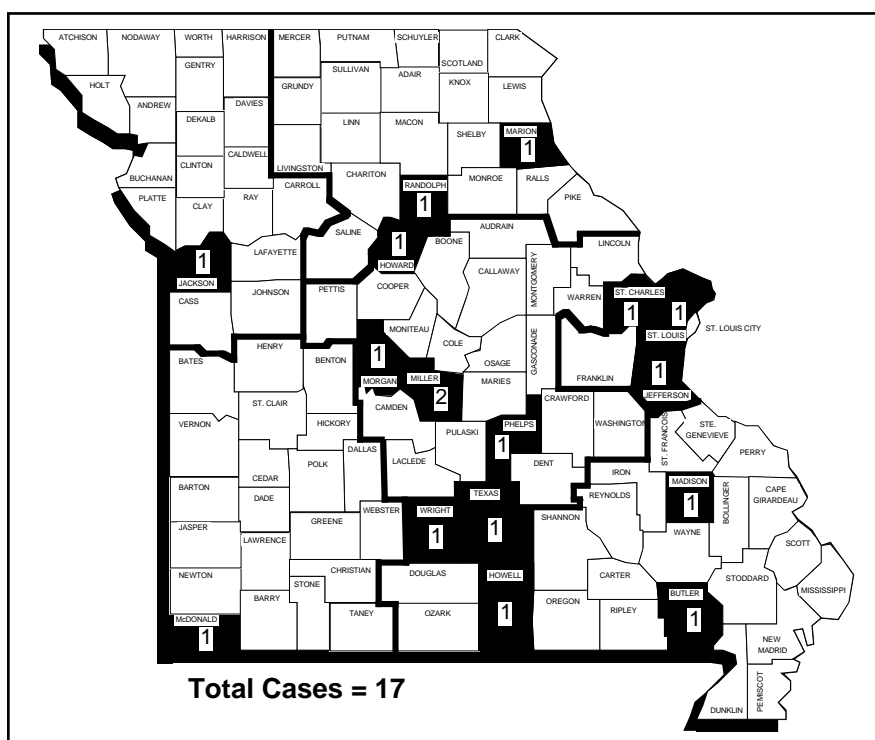 ATCHISON NODAWAY WORTH HARRISON MERCER PUTNAM SCHUYLER CLARK
SCOTLAND
GENTRY SULLIVAN ADAIR
HOLT GRUNDY KNOX LEWIS
ANDREW DAVIES
DEKALB LINN MACON
SHELBY MARION
1
CALDWELL
CLINTON LIVINGSTON
BUCHANAN CHARITON MONROE RALLS
CARROLL RANDOLPH
PLATTE RAY PIKE
CLAY 1
SALINE AUDRAIN
1 BOONE LINCOLN
LAFAYETTE
1 HOWARD CALLAWAY MONTGOMERY
JACKSON COOPER WARREN ST. CHARLES
CASS JOHNSON PETTIS
1 1
MONITEAU ST. LOUIS CITY
ST. LOUIS
HENRY COLE GASCONADE
BATES BENTON 1 OSAGE FRANKLIN 1
MORGAN MILLER MARIES
2 JEFFERSON
ST. CLAIR CAMDEN CRAWFORD
VERNON HICKORY PULASKI PHELPS WASHINGTON ST. FRANCOIS STE.
GENEVIEVE
1
DALLAS LACLEDE PERRY
POLK DENT IRON
CEDAR
BARTON DADE TEXAS REYNOLDS MADISON BOLLINGER CAPE
GIRARDEAU
1
WEBSTER WRIGHT SHANNON
JASPER GREENE 1 1 WAYNE
LAWRENCE SCOTT
NEWTON CHRISTIAN DOUGLAS HOWELL CARTER STODDARD
STONE MISSISSIPPI
BARRY BUTLER
TANEY OZARK 1 OREGON RIPLEY 1
McDONALD
1
NEW
MADRID
Total Cases = 17
DUNKLIN PEMISCOT